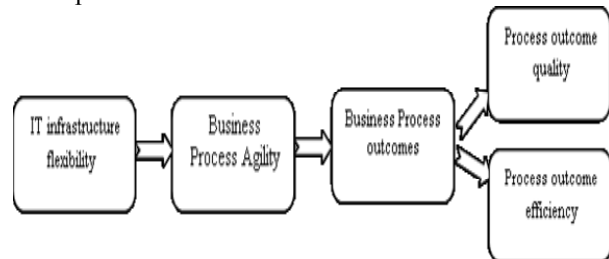 IT infrastructure
flexibility
Business
Process Agility
Business Process
outcomes
Process outcome
quality
Process outcome
efficiency